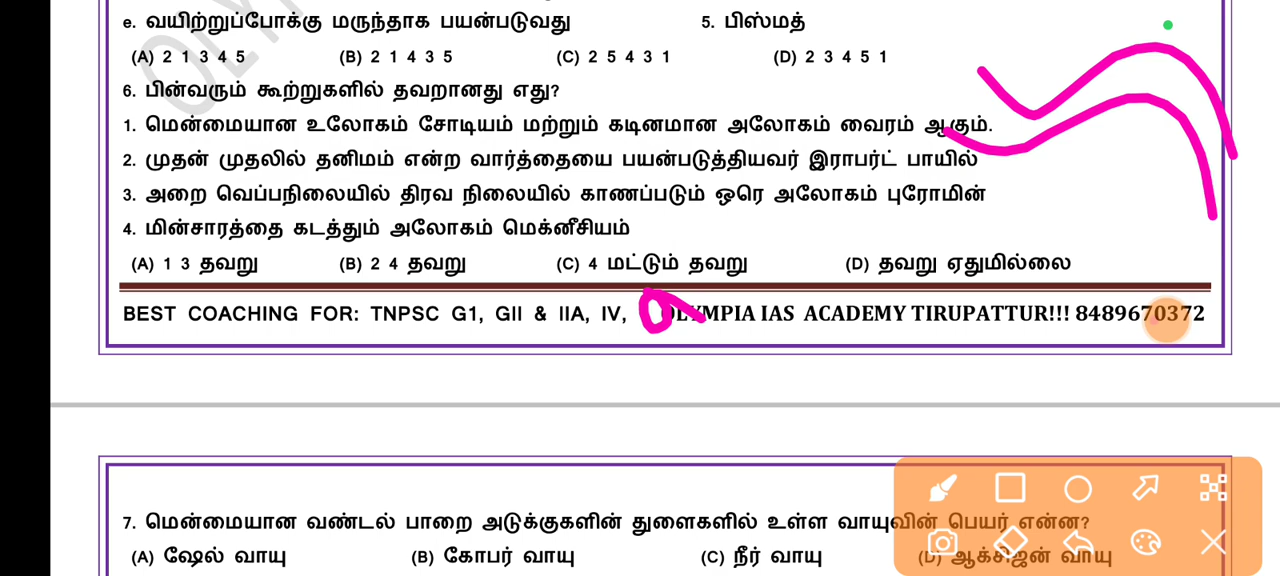 e. வயிற்றுப்போக்கு மருந்தாக பயன்படுவது 5. பிஸ்மத்
(A) 2 1 3 4 5 (B) 2 1 4 3 5 (C) 2 5 4 3 1 (D) 2 3 4 5 1
6. பின்வரும் கூற்றுகளில் தவறானது எது?
1. மென்மையான உலோகம் சோடியம் மற்றும் கடினமான அலோகம் வைரம் ஆகும்.
2. முதன் முதலில் தனிமம் என்ற வார்த்தையை பயன்படுத்தியவர் இராபர்ட் பாயில்
3. அறை வெப்பநிலையில் திரவ நிலையில் காணப்படும் ஒரெ அலோகம் புரோமின்
4. மின்சாரத்தை கடத்தும் அலோகம் மெக்னீசியம்
(A) 1 3 தவறு (B) 2 4 தவறு (C) 4 மட்டும் தவறு (D) தவறு ஏதுமில்லை
BEST COACHING FOR: TNPSC G1, GII & IIA, IV, OLYMPIA IAS ACADEMY TIRUPATTUR!!! 8489670372
7. மென்மையான வண்டல் பாறை அடுக்குகளின் துளைகளில் உள்ள வாயுவின் பெயர் என்ன?
(A) ஷேல் வாயு (B) கோபர் வாயு (C) நீர் வாயு (D) ஆக்சிஜன் வாயு